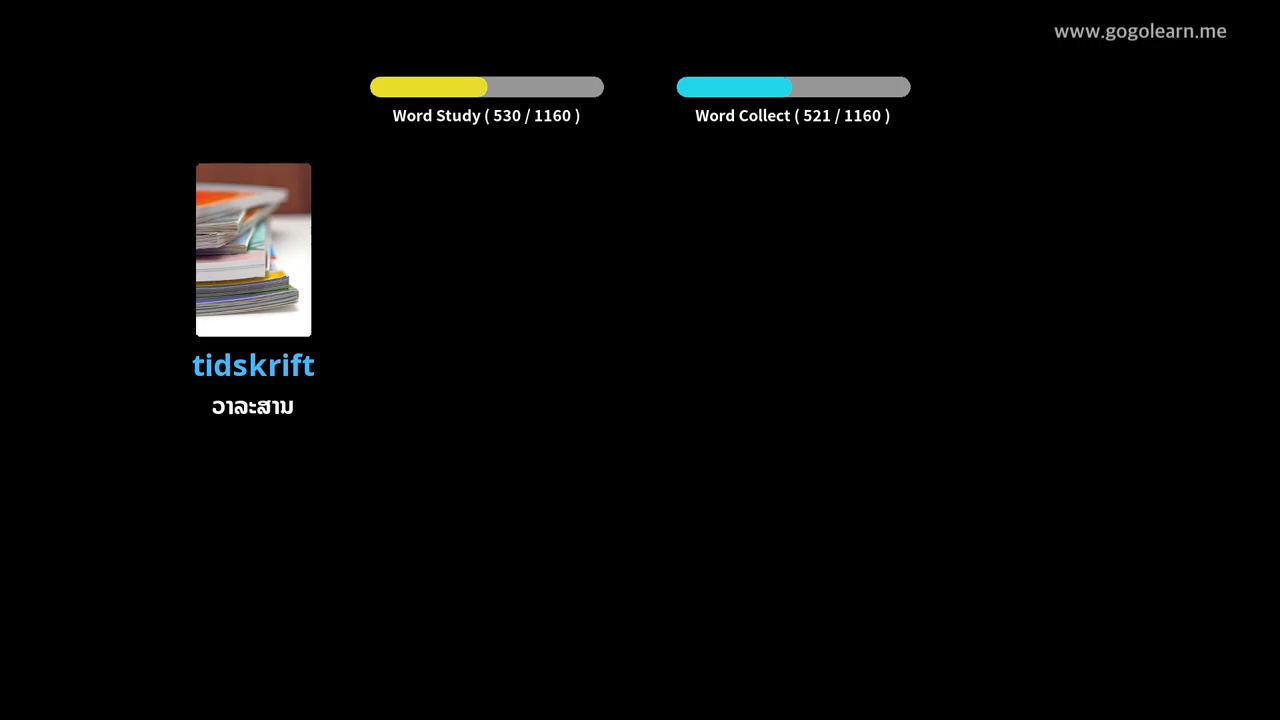 www.gogolearn.me
Word Study ( 530 / 1160 )
Word Collect ( 521 / 1160 )
tidskrift
ວາລະສານ